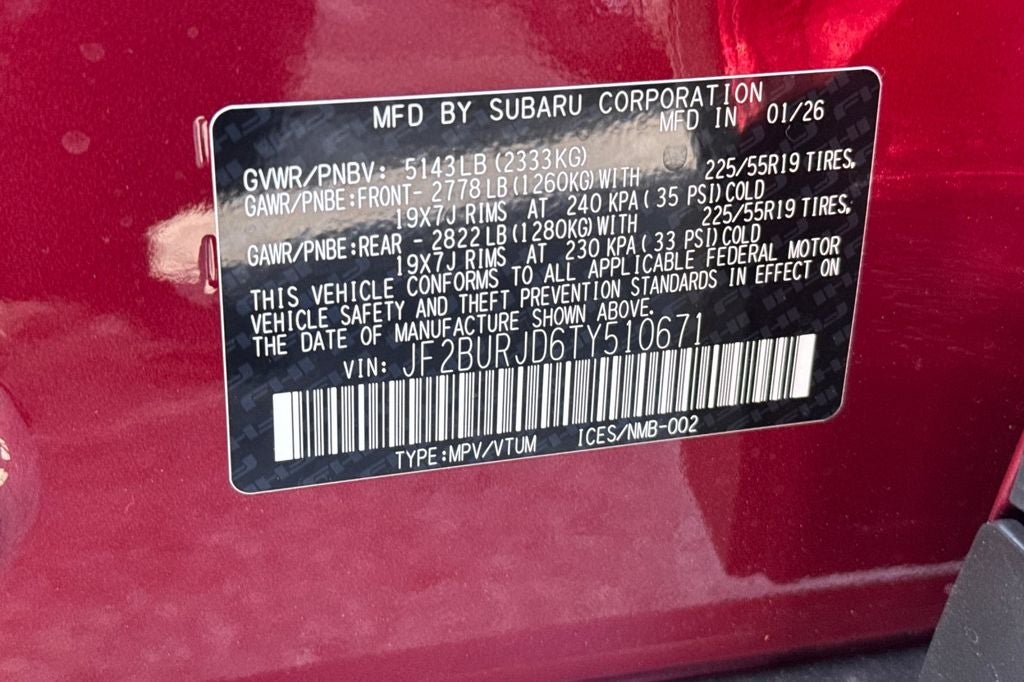 MFD BY SUBARU CORPORATION
MFD IN 01/26
GVWR/PNBV: 5143LB (2333KG)
GAWR/PNBE:FRONT- 2778 LB (1260KG) WITH 225/55R19 TIRES,
19X7J RIMS AT 240 KPA ( 35 PSI) COLD
GAWR/PNBE:REAR - 2822 LB (1280KG) WITH 225/55R19 TIRES,
19X7J RIMS AT 230 KPA ( 33 PSI) COLD
THIS VEHICLE CONFORMS TO ALL APPLICABLE FEDERAL MOTOR
VEHICLE SAFETY AND THEFT PREVENTION STANDARDS IN EFFECT ON
THE DATE OF MANUFACTURE SHOWN ABOVE.
VIN: JF2BURJD6TY510671
TYPE:MPV/VTUM ICES/NMB-002